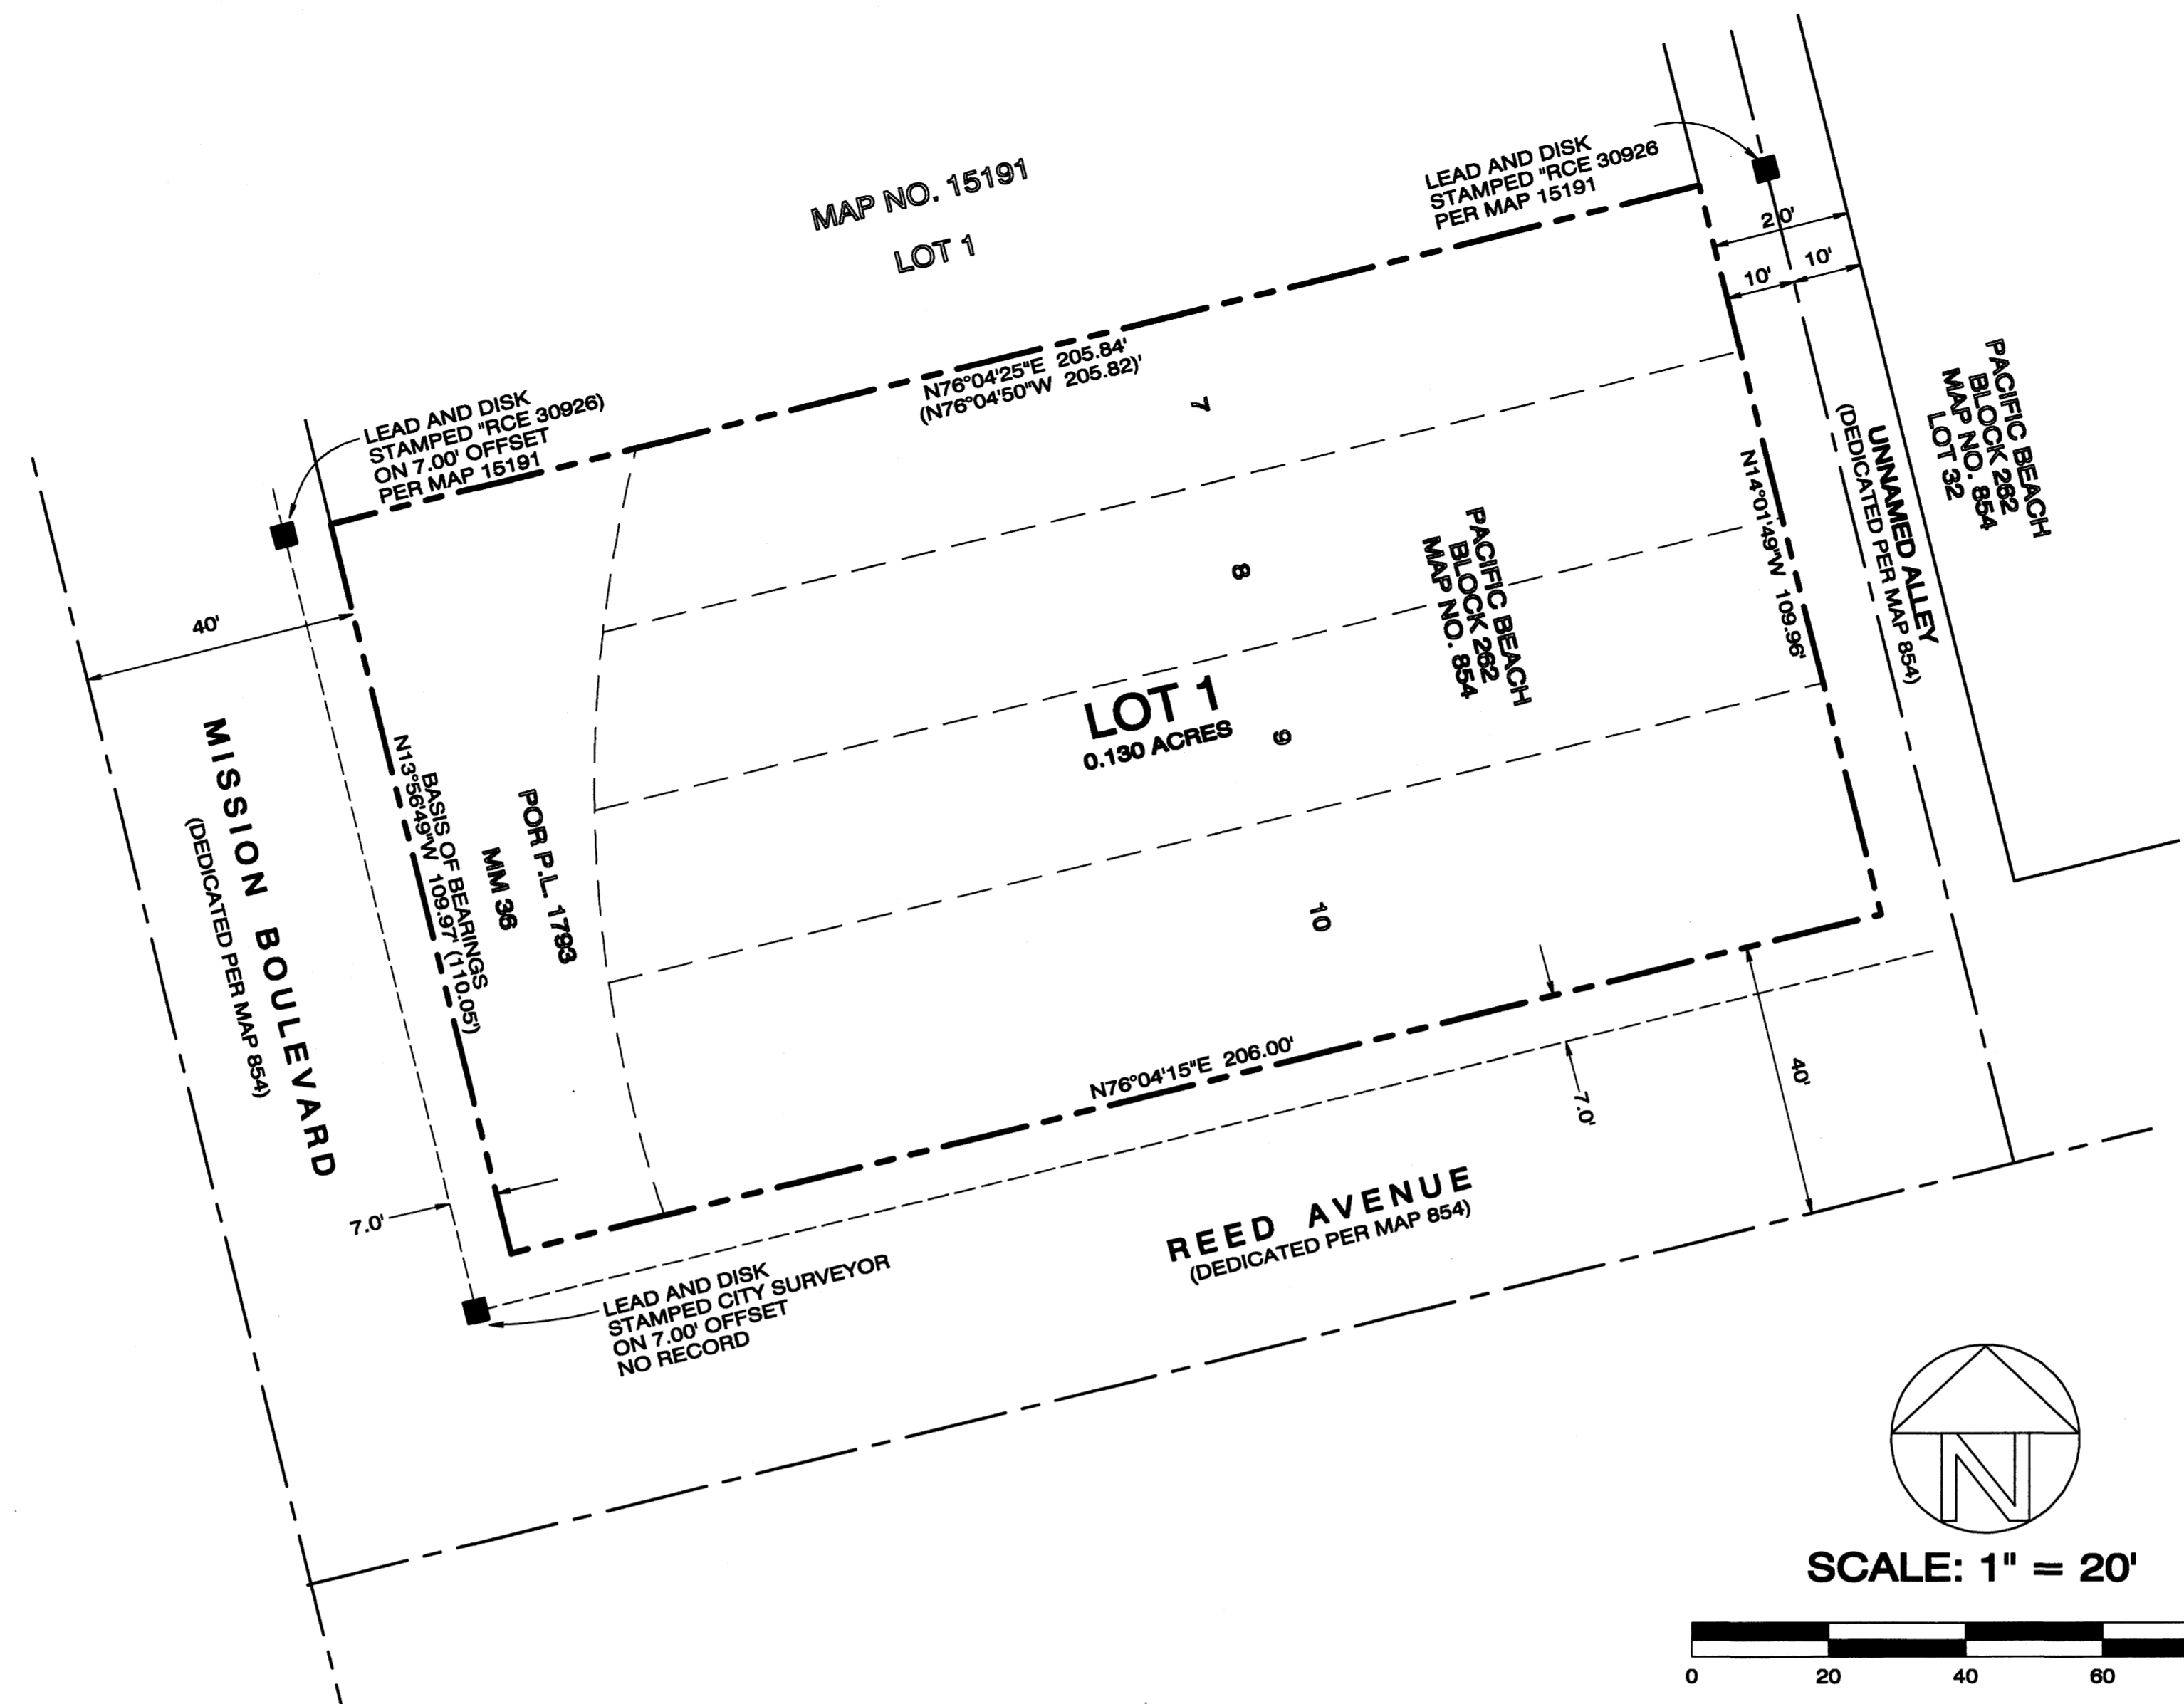 MAP NO. 15191
LOT 1
LEAD AND DISK
STAMPED "RCE 30926
PER MAP 15191
20'
10'
10'
N76°04'25"E 205.84'
(N76°04'50"W 205.82)'
LEAD AND DISK
STAMPED "RCE 30926)
ON 7.00' OFFSET
PER MAP 15191
7
8
9
10
PACIFIC BEACH
BLOCK 262
MAP NO. 854
LOT 32
UNNAMED ALLEY
(DEDICATED PER MAP 854)
N14°01'49"W 109.96'
PACIFIC BEACH
BLOCK 262
MAP NO. 854
LOT 1
0.130 ACRES
40'
MISSION BOULEVARD
(DEDICATED PER MAP 854)
BASIS OF BEARINGS
N13°56'49"W 109.97' (110.05')
POR P.L. 1793
MM 36
N76°04'15"E 206.00'
7.0'
40'
7.0'
REED AVENUE
(DEDICATED PER MAP 854)
LEAD AND DISK
STAMPED CITY SURVEYOR
ON 7.00' OFFSET
NO RECORD
N
SCALE: 1" = 20'
0 20 40 60